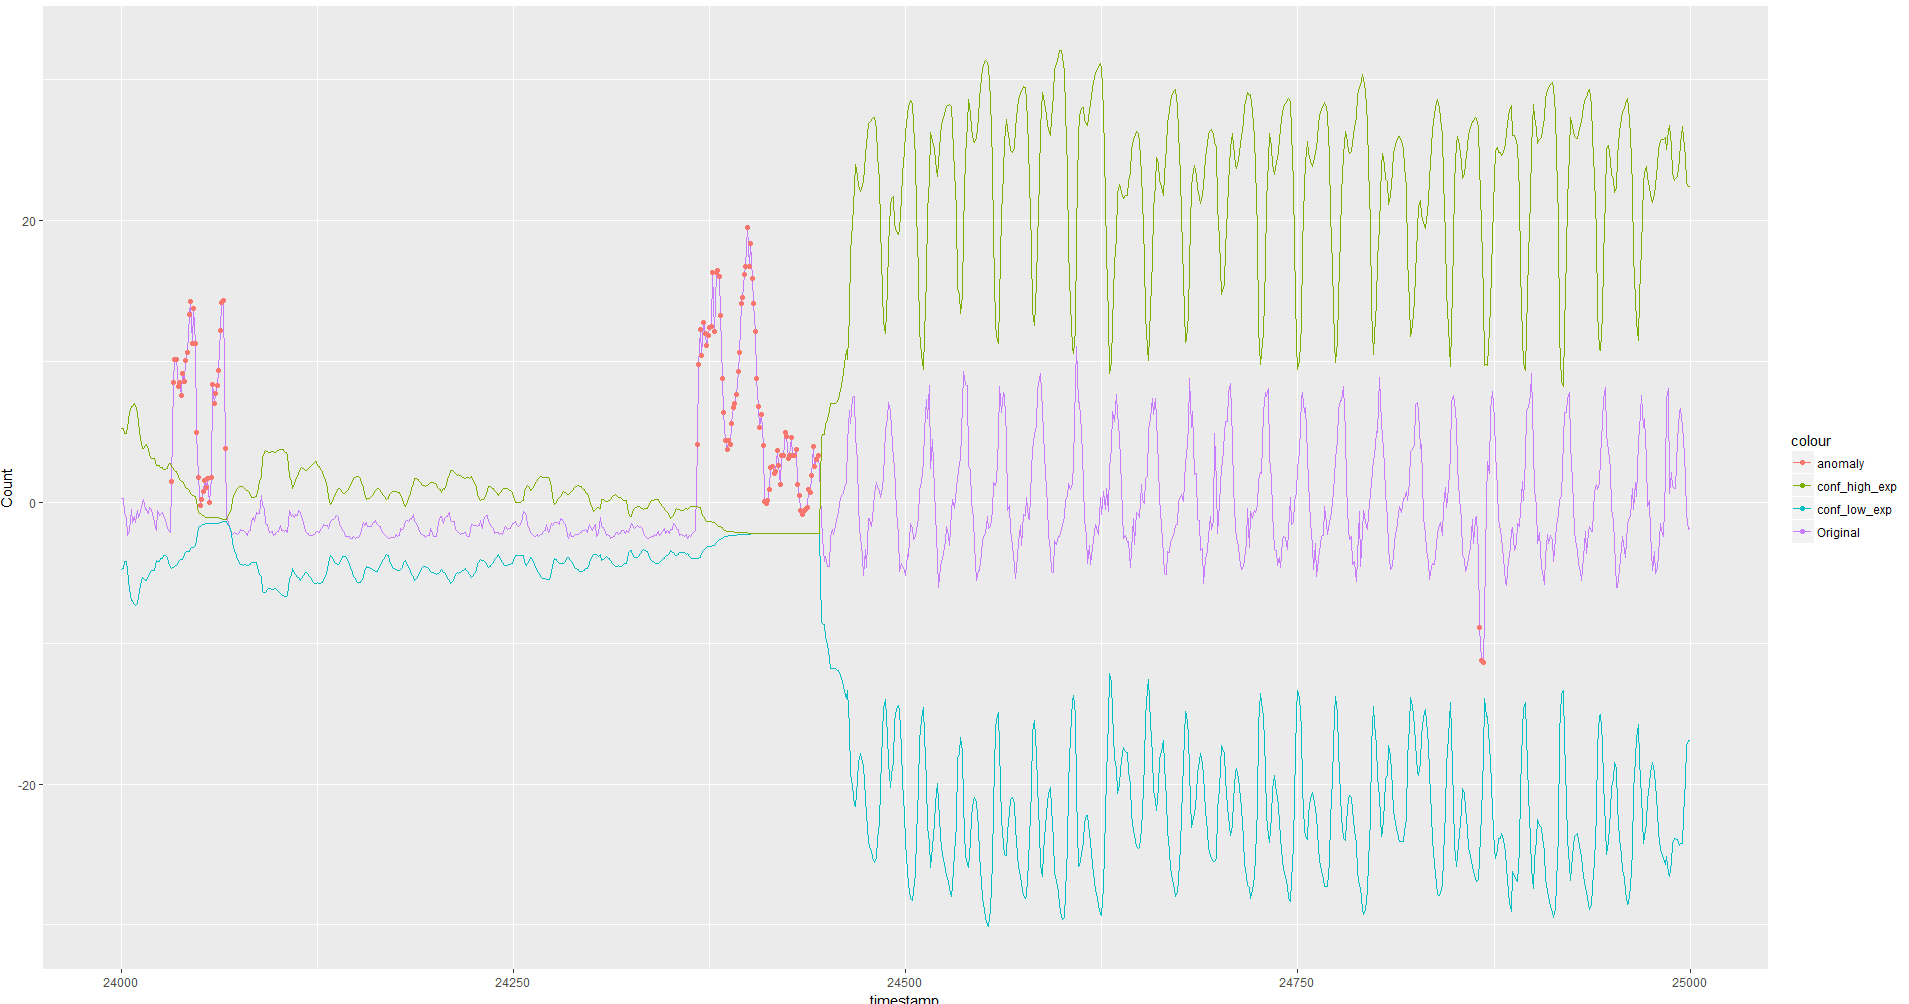 Count
20
0
-20
24000
24250
24500
24750
25000
timestamp
colour
anomaly
conf_high_exp
conf_low_exp
Original